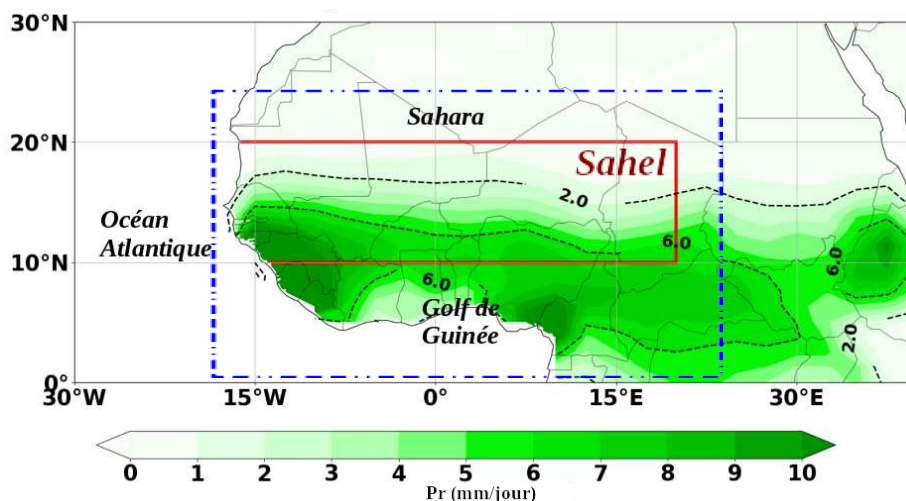 30°N
20°N
10°N
0°
Sahara
Sahel
2.0
Océan
Atlantique
6.0
6.0
6.0
Golf de
Guinée
2.0
30°W
15°W
0°
15°E
30°E
0
1
2
3
4
5
6
7
8
9
10
Pr (mm/jour)